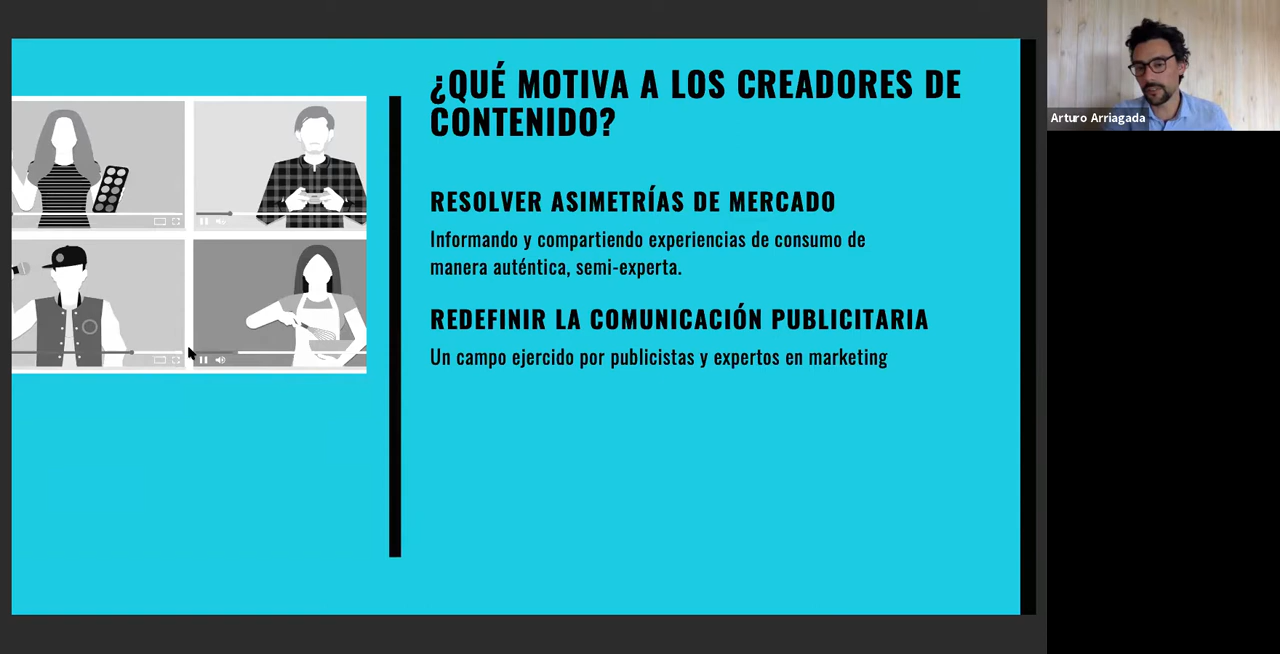 ¿QUÉ MOTIVA A LOS CREADORES DE
CONTENIDO?
RESOLVER ASIMETRÍAS DE MERCADO
Informando y compartiendo experiencias de consumo de
manera auténtica, semi-experta.
REDEFINIR LA COMUNICACIÓN PUBLICITARIA
Un campo ejercido por publicistas y expertos en marketing
Arturo Arriagada